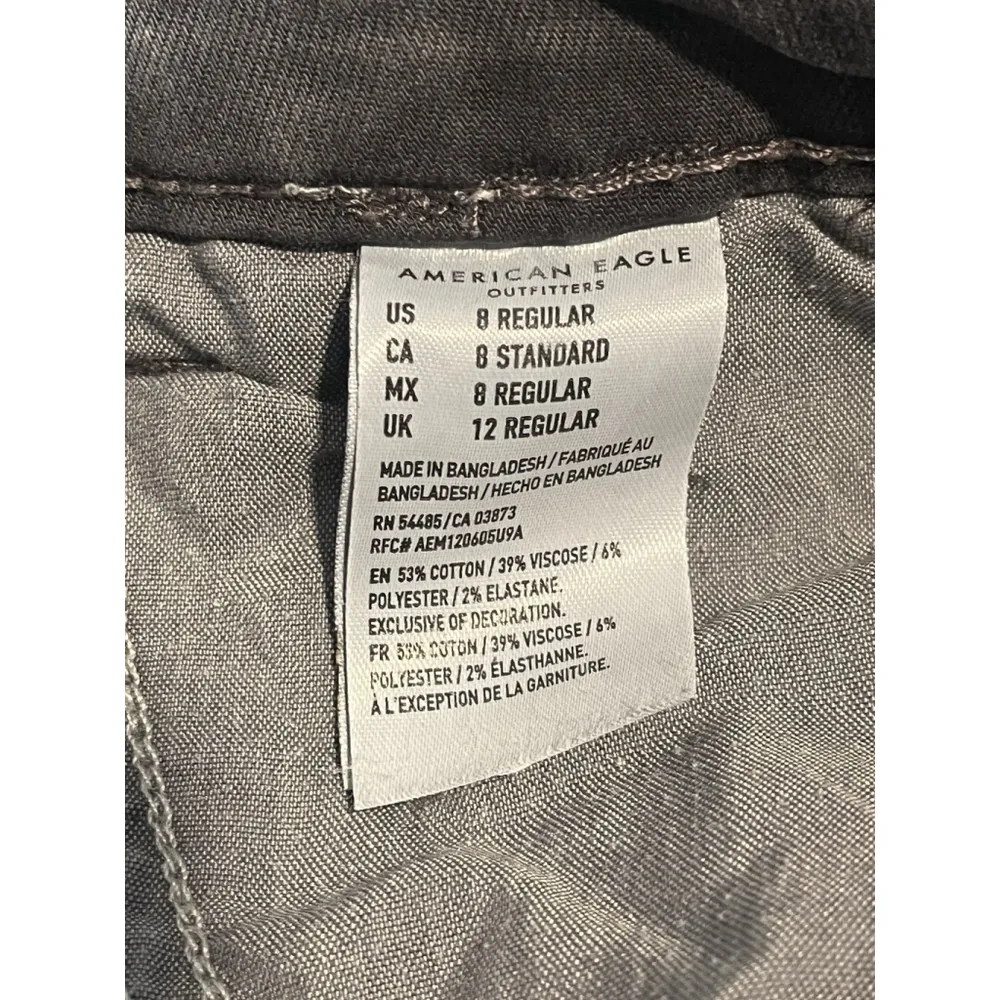 AMERICAN EAGLE
OUTFITTERS
US 8 REGULAR
CA 8 STANDARD
MX 8 REGULAR
UK 12 REGULAR
MADE IN BANGLADESH / FABRIQUÉ AU
BANGLADESH / HECHO EN BANGLADESH
RN 54485 / CA 03873
RFC# AEM120605U9A
EN 53% COTTON / 39% VISCOSE / 6%
POLYESTER / 2% ELASTANE.
EXCLUSIVE OF DECORATION.
FR 53% COTON / 39% VISCOSE / 6%
POLYESTER / 2% ÉLASTHANNE.
À L'EXCEPTION DE LA GARNITURE.